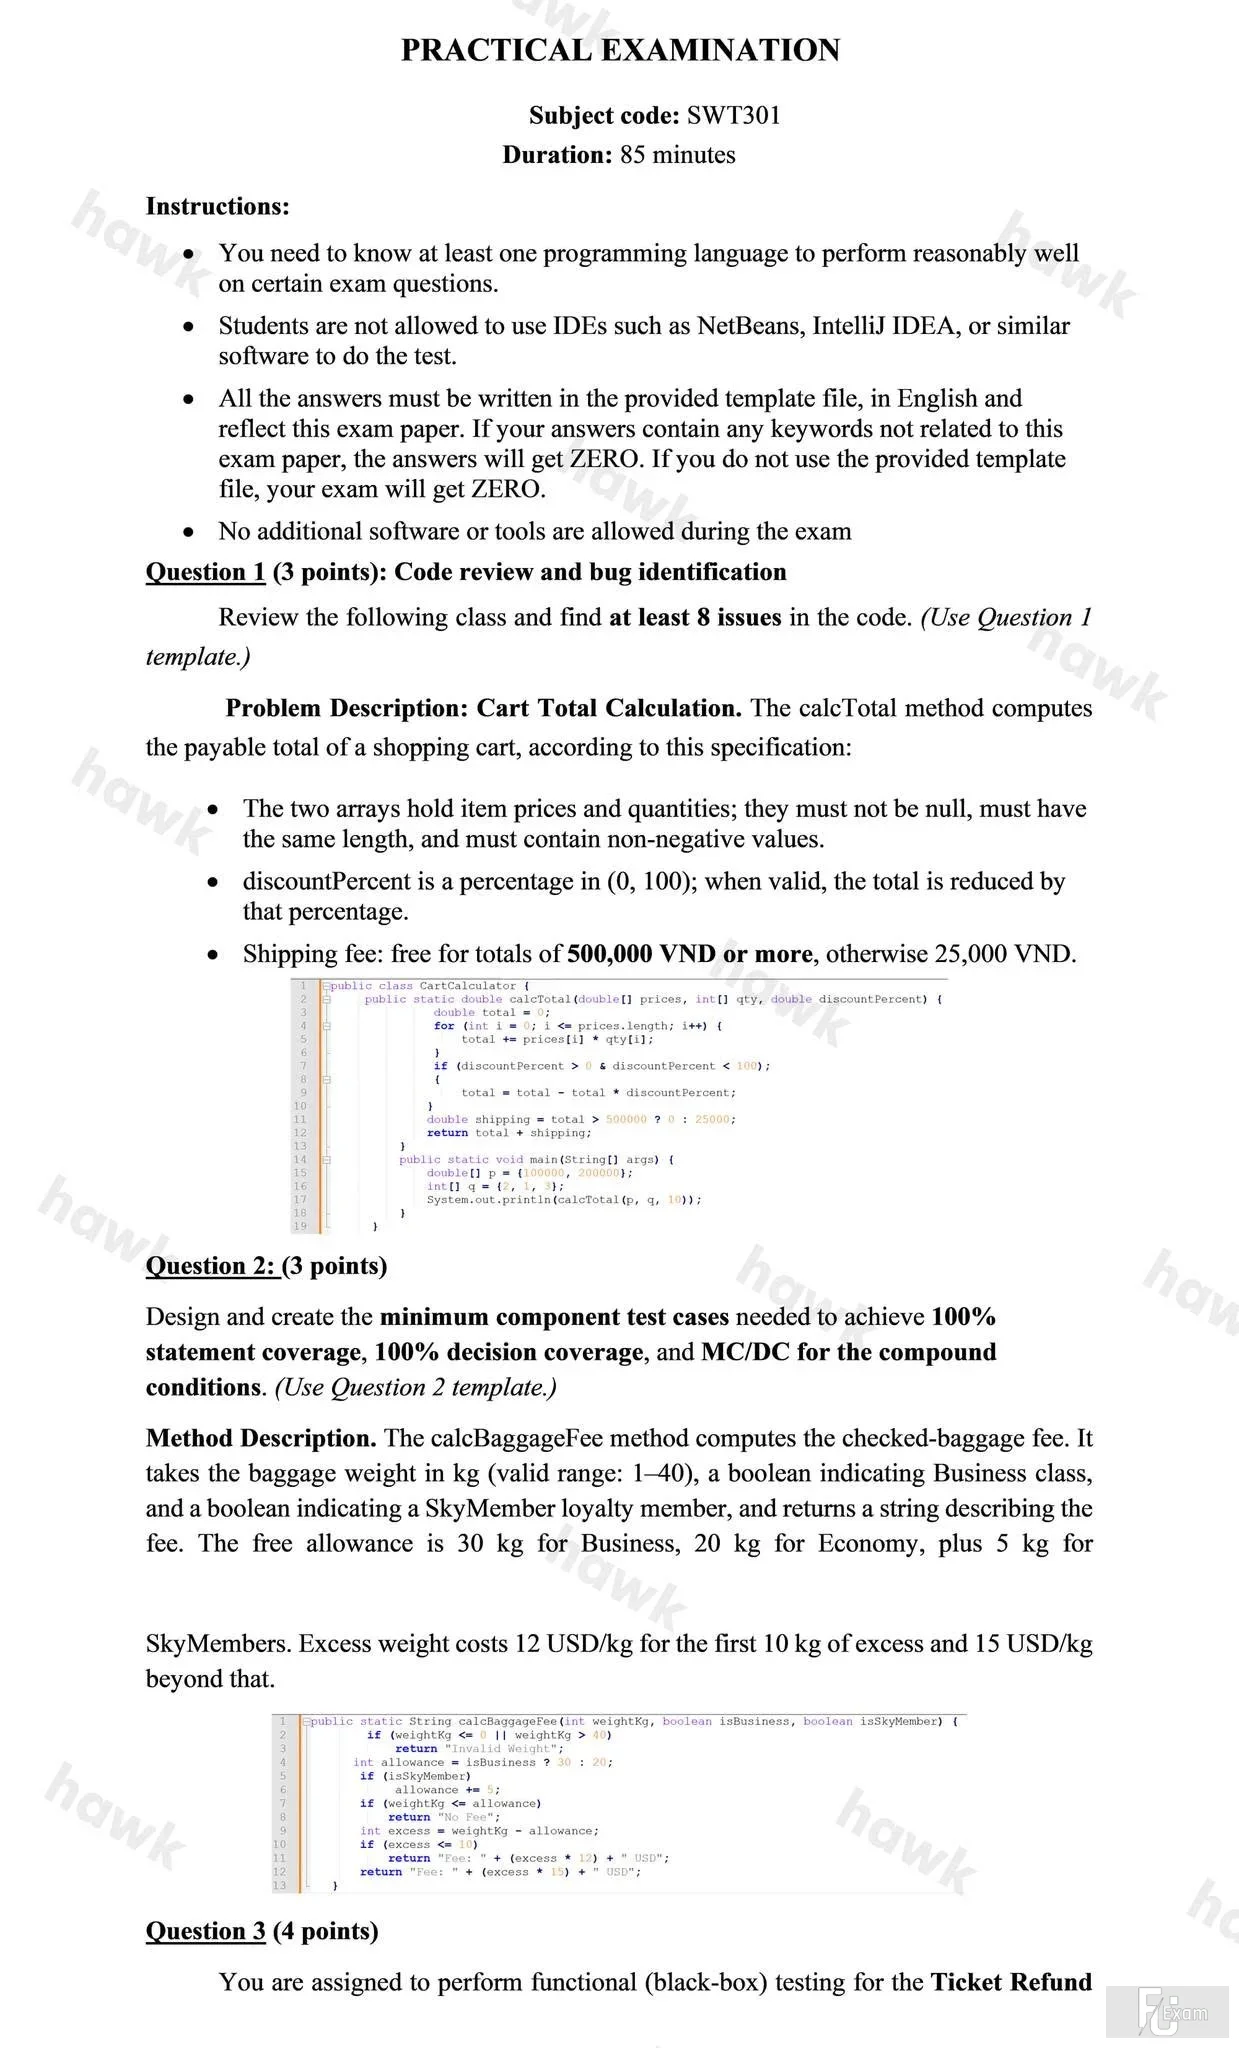 PRACTICAL EXAMINATION
Subject code: SWT301
Duration: 85 minutes
Instructions:
• You need to know at least one programming language to perform reasonably well
on certain exam questions.
• Students are not allowed to use IDEs such as NetBeans, IntelliJ IDEA, or similar
software to do the test.
• All the answers must be written in the provided template file, in English and
reflect this exam paper. If your answers contain any keywords not related to this
exam paper, the answers will get ZERO. If you do not use the provided template
file, your exam will get ZERO.
• No additional software or tools are allowed during the exam
Question 1 (3 points): Code review and bug identification
Review the following class and find at least 8 issues in the code. (Use Question 1
template.)
Problem Description: Cart Total Calculation. The calcTotal method computes
the payable total of a shopping cart, according to this specification:
• The two arrays hold item prices and quantities; they must not be null, must have
the same length, and must contain non-negative values.
• discountPercent is a percentage in (0, 100); when valid, the total is reduced by
that percentage.
• Shipping fee: free for totals of 500,000 VND or more, otherwise 25,000 VND.
1 public class CartCalculator {
2 public static double calcTotal(double[] prices, int[] qty, double discountPercent) {
3 double total = 0;
4 for (int i = 0; i <= prices.length; i++) {
5 total += prices[i] * qty[i];
6 }
7 if (discountPercent > 0 & discountPercent < 100);
8 {
9 total = total - total * discountPercent;
10 }
11 double shipping = total > 500000 ? 0 : 25000;
12 return total + shipping;
13 }
14 public static void main(String[] args) {
15 double[] p = {100000, 200000};
16 int[] q = {2, 1, 3};
17 System.out.println(calcTotal(p, q, 10));
18 }
19 }
Question 2: (3 points)
Design and create the minimum component test cases needed to achieve 100%
statement coverage, 100% decision coverage, and MC/DC for the compound
conditions. (Use Question 2 template.)
Method Description. The calcBaggageFee method computes the checked-baggage fee. It
takes the baggage weight in kg (valid range: 1–40), a boolean indicating Business class,
and a boolean indicating a SkyMember loyalty member, and returns a string describing the
fee. The free allowance is 30 kg for Business, 20 kg for Economy, plus 5 kg for
SkyMembers. Excess weight costs 12 USD/kg for the first 10 kg of excess and 15 USD/kg
beyond that.
1 public static String calcBaggageFee(int weightKg, boolean isBusiness, boolean isSkyMember) {
2 if (weightKg <= 0 || weightKg > 40)
3 return "Invalid Weight";
4 int allowance = isBusiness ? 30 : 20;
5 if (isSkyMember)
6 allowance += 5;
7 if (weightKg <= allowance)
8 return "No Fee";
9 int excess = weightKg - allowance;
10 if (excess <= 10)
11 return "Fee: " + (excess * 12) + " USD";
12 return "Fee: " + (excess * 15) + " USD";
13 }
Question 3 (4 points)
You are assigned to perform functional (black-box) testing for the Ticket Refund
hawk
hawk
hawk
hawk
hawk
hawk
hawk
hawk
hawk
hawk
hawk
hawk
FU Exam